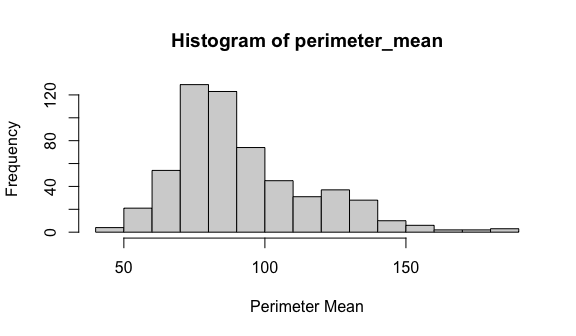 Histogram of perimeter_mean
Frequency
120
80
40
0
50 100 150
Perimeter Mean